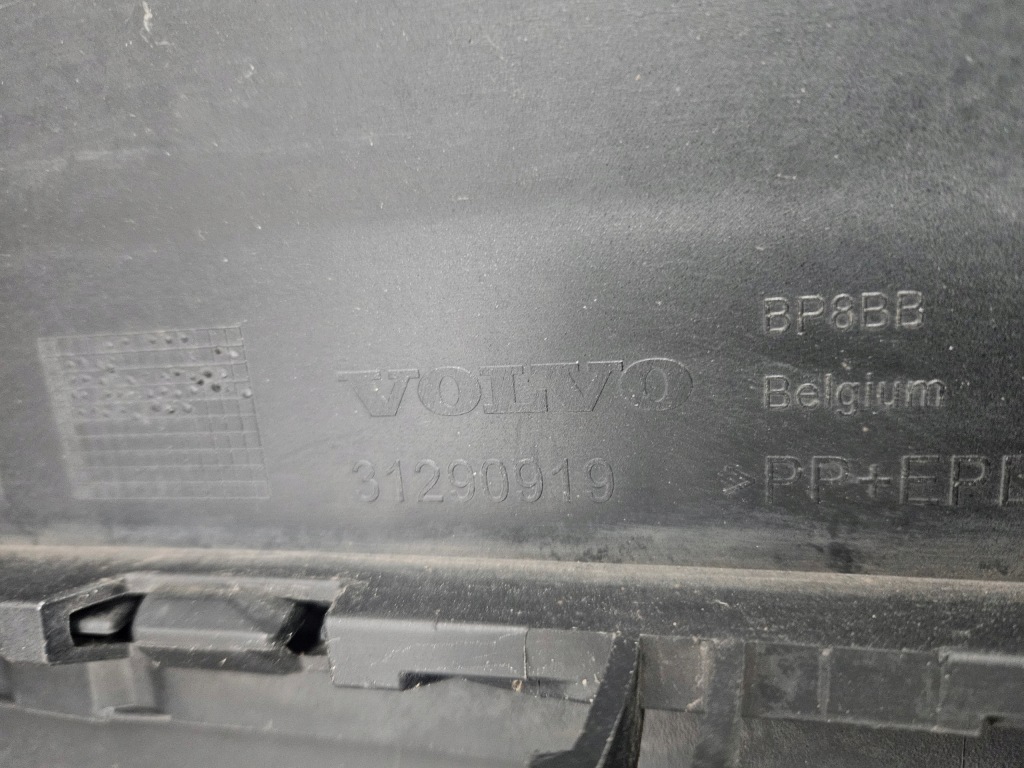 BP8BB
VOLVO
Belgium
31290919
>PP+EP